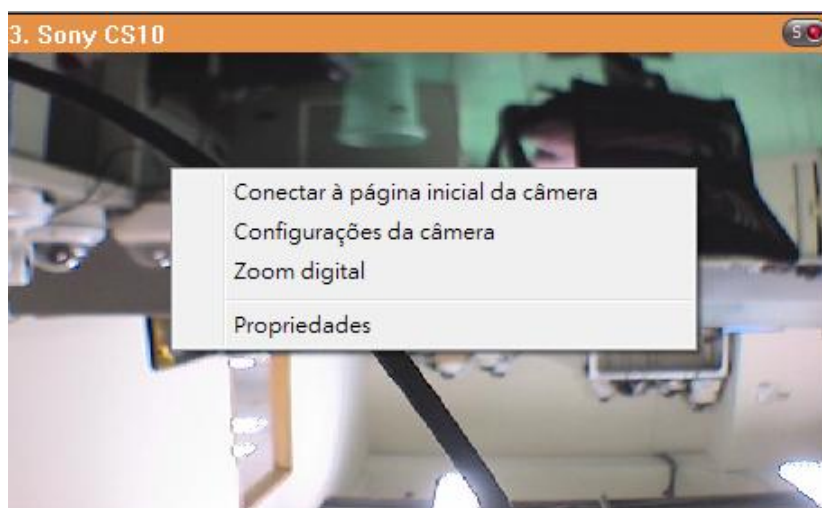 3. Sony CS10
S
Conectar à página inicial da câmera
Configurações da câmera
Zoom digital
Propriedades